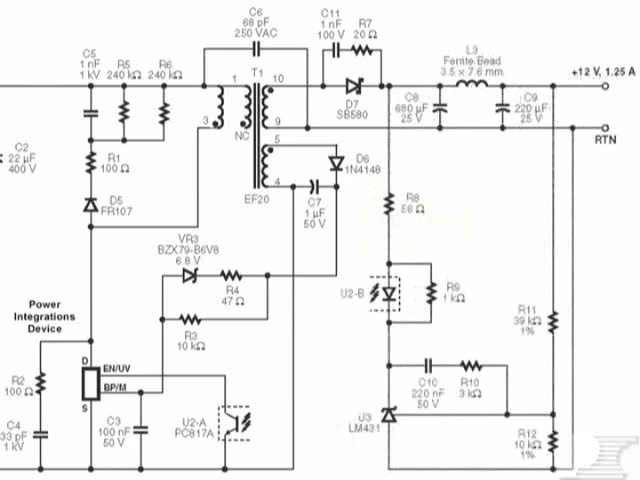 C6
68 pF
250 VAC
C11
1 nF
100 V
R7
20 Ω
C5
1 nF
1 kV
R5
240 kΩ
R6
240 kΩ
L3
Ferrite Bead
3.5 x 7.6 mm
+12 V, 1.25 A
1
T1
10
D7
SB580
C8
680 µF
25 V
C9
220 µF
25 V
3
NC
9
RTN
C2
22 µF
400 V
R1
100 Ω
5
D6
1N4148
4
EF20
C7
1 µF
50 V
D5
FR107
R8
56 Ω
VR3
BZX79-B6V8
6.8 V
R4
47 Ω
U2-B
R9
1 kΩ
Power
Integrations
Device
R3
10 kΩ
R11
39 kΩ
1%
D
EN/UV
BP/M
S
R2
100 Ω
C10
220 nF
50 V
R10
3 kΩ
C4
33 pF
1 kV
C3
100 nF
50 V
U2-A
PC817A
U3
LM431
R12
10 kΩ
1%